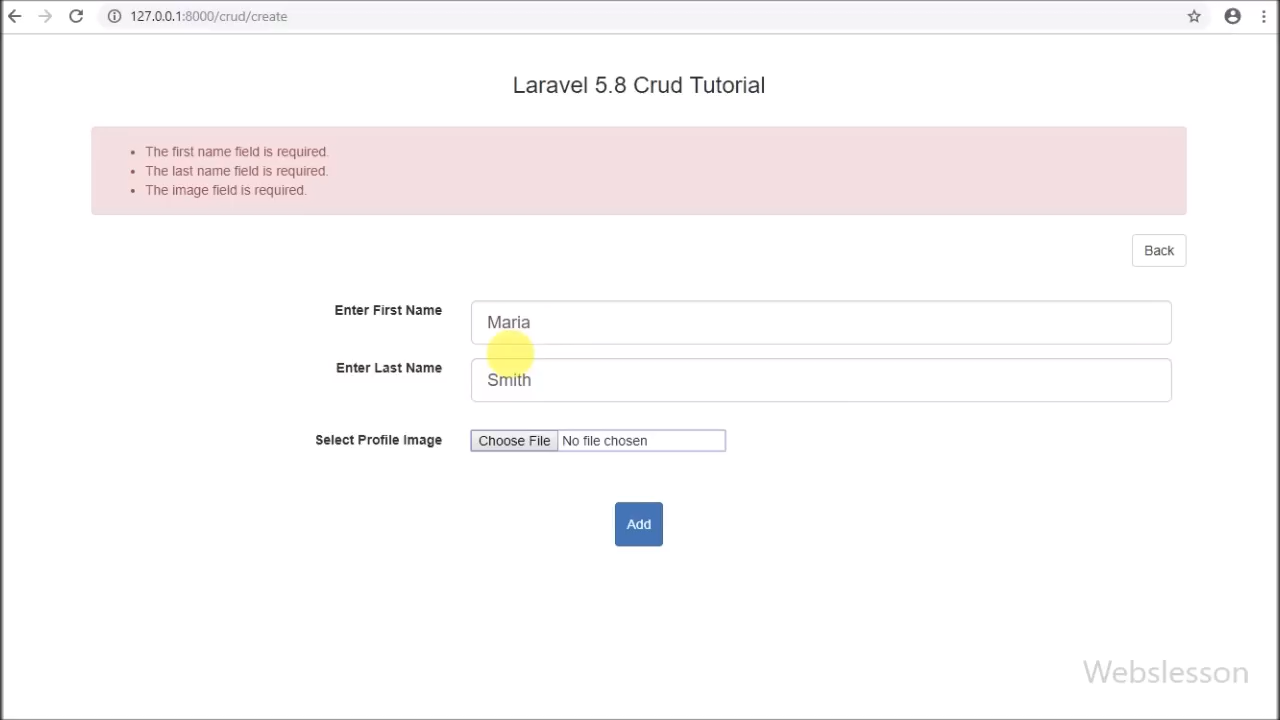 127.0.0.1:8000/crud/create
Laravel 5.8 Crud Tutorial
• The first name field is required.
• The last name field is required.
• The image field is required.
Back
Enter First Name
Maria
Enter Last Name
Smith
Select Profile Image
Choose File No file chosen
Add
Webslesson